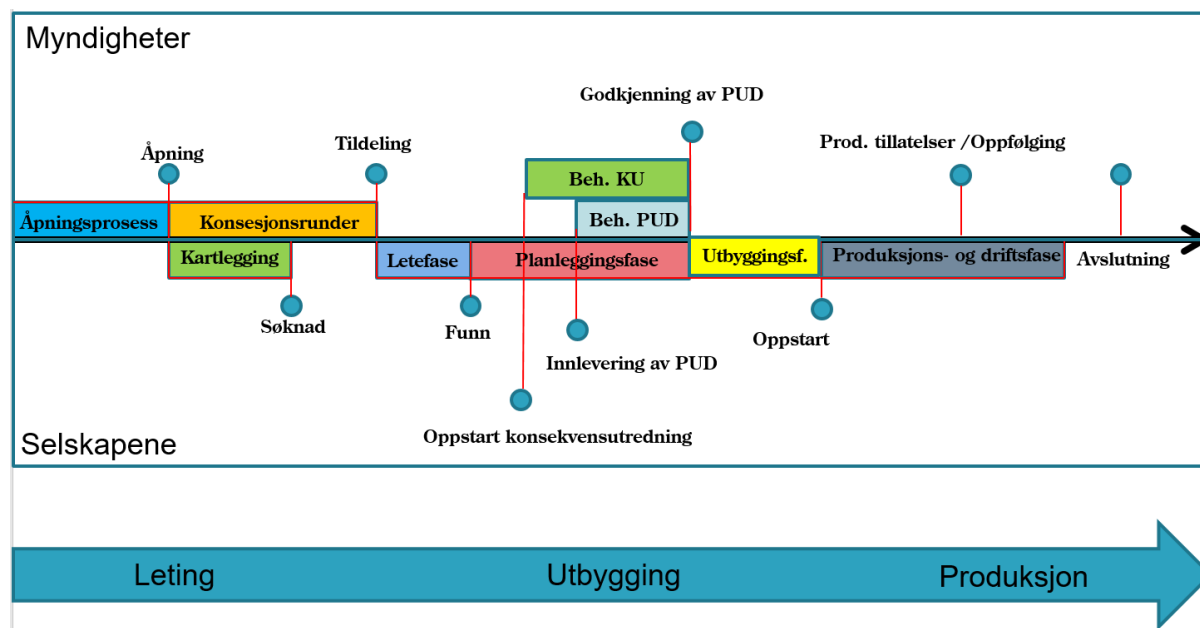 Myndigheter
Godkjenning av PUD
Åpning
Tildeling
Prod. tillatelser /Oppfølging
Beh. KU
Åpningsprosess
Konsesjonsrunder
Beh. PUD
Kartlegging
Letefase
Planleggingsfase
Utbyggingsf.
Produksjons- og driftsfase
Avslutning
Søknad
Funn
Innlevering av PUD
Oppstart
Oppstart konsekvensutredning
Selskapene
Leting
Utbygging
Produksjon